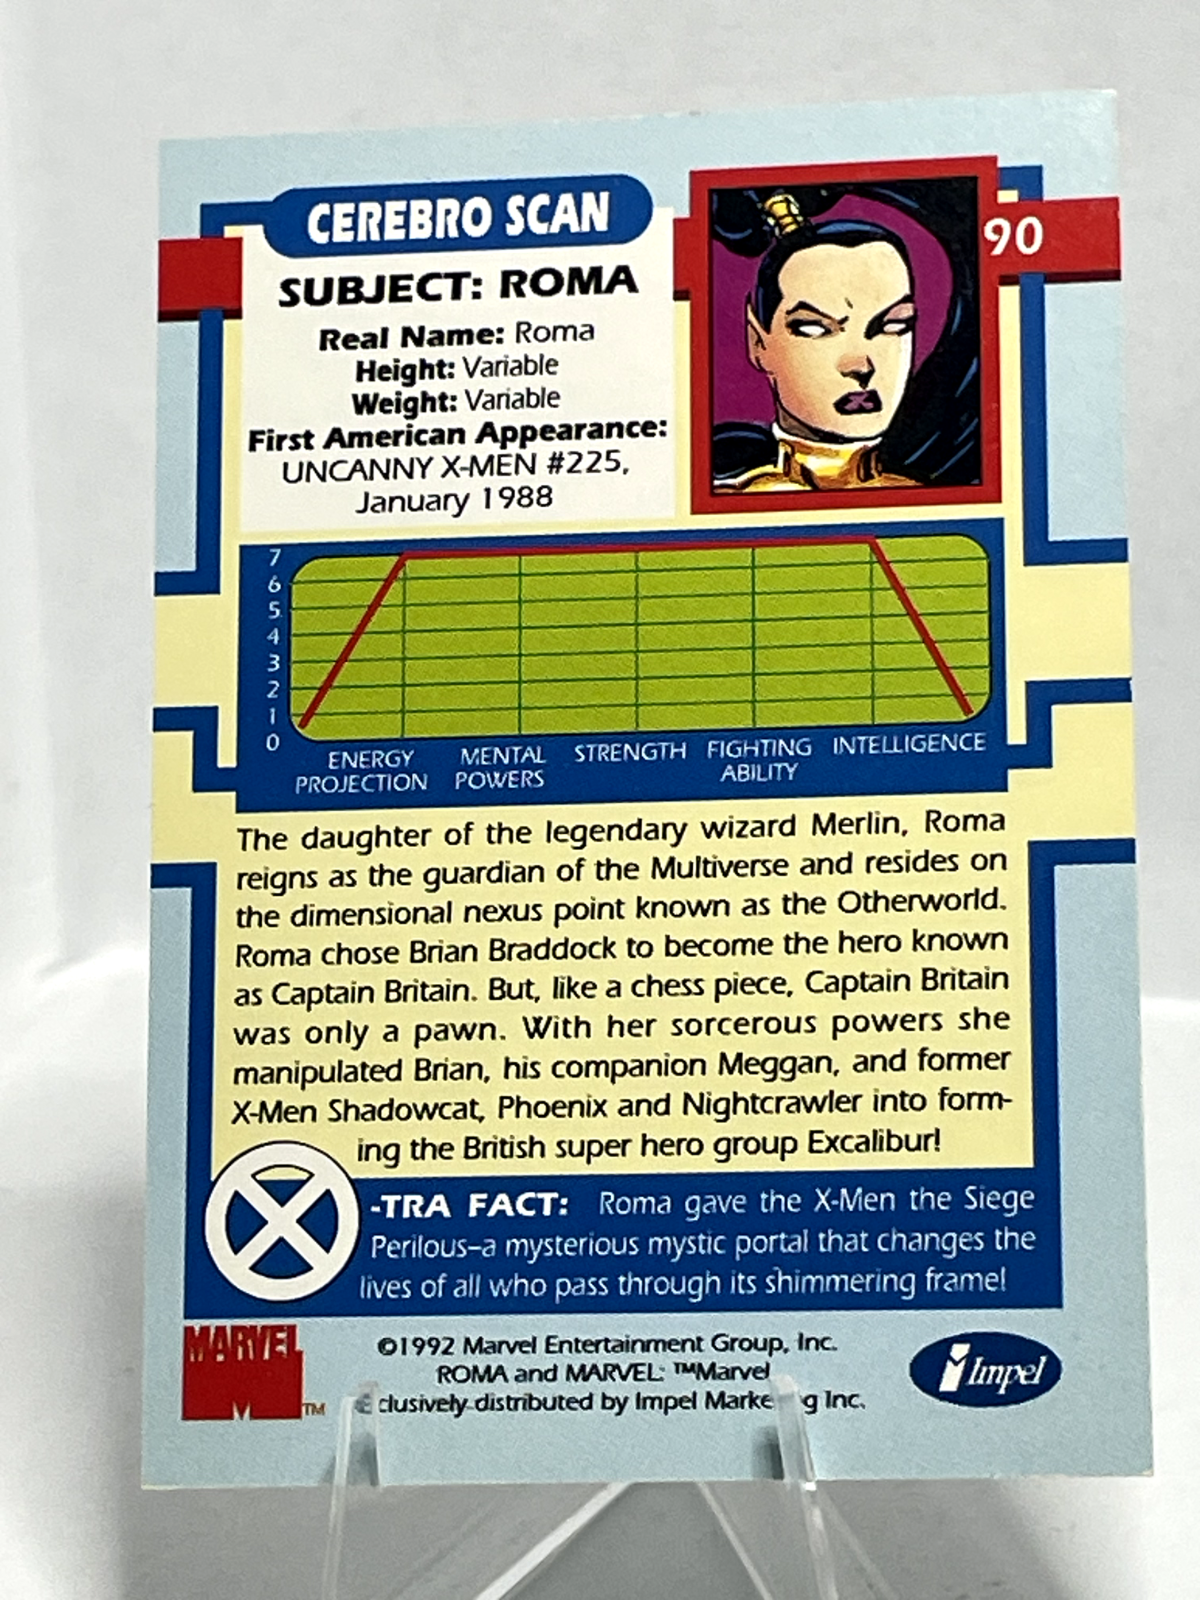 CEREBRO SCAN
90
SUBJECT: ROMA
Real Name: Roma
Height: Variable
Weight: Variable
First American Appearance:
UNCANNY X-MEN #225,
January 1988
7
6
5
4
3
2
1
0
ENERGY PROJECTION
MENTAL POWERS
STRENGTH
FIGHTING ABILITY
INTELLIGENCE
The daughter of the legendary wizard Merlin, Roma
reigns as the guardian of the Multiverse and resides on
the dimensional nexus point known as the Otherworld.
Roma chose Brian Braddock to become the hero known
as Captain Britain. But, like a chess piece, Captain Britain
was only a pawn. With her sorcerous powers she
manipulated Brian, his companion Meggan, and former
X-Men Shadowcat, Phoenix and Nightcrawler into form-
ing the British super hero group Excalibur!
X-TRA FACT: Roma gave the X-Men the Siege
Perilous–a mysterious mystic portal that changes the
lives of all who pass through its shimmering frame!
MARVEL
M TM
©1992 Marvel Entertainment Group, Inc.
ROMA and MARVEL: ™Marvel
clusively distributed by Impel Marke g Inc.
Impel